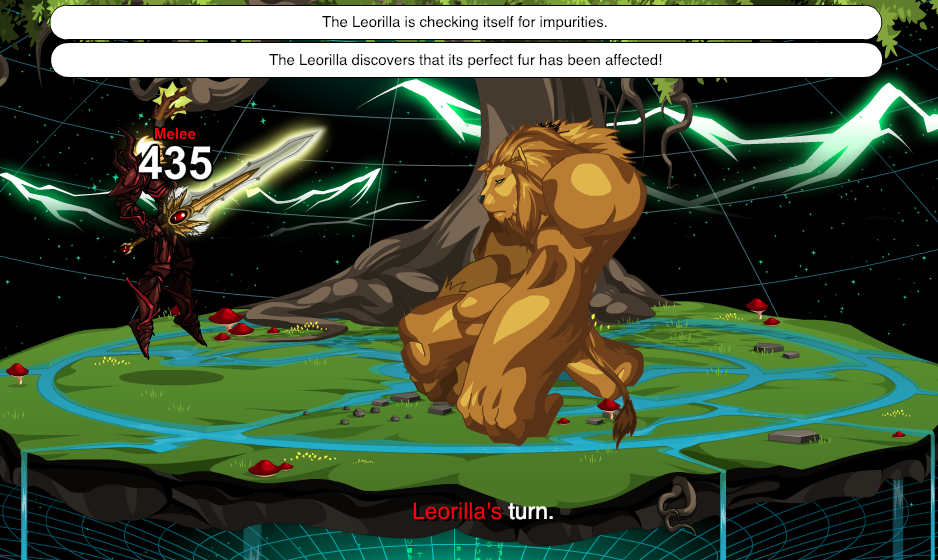 The Leorilla is checking itself for impurities.
The Leorilla discovers that its perfect fur has been affected!
Melee
435
Leorilla's turn.